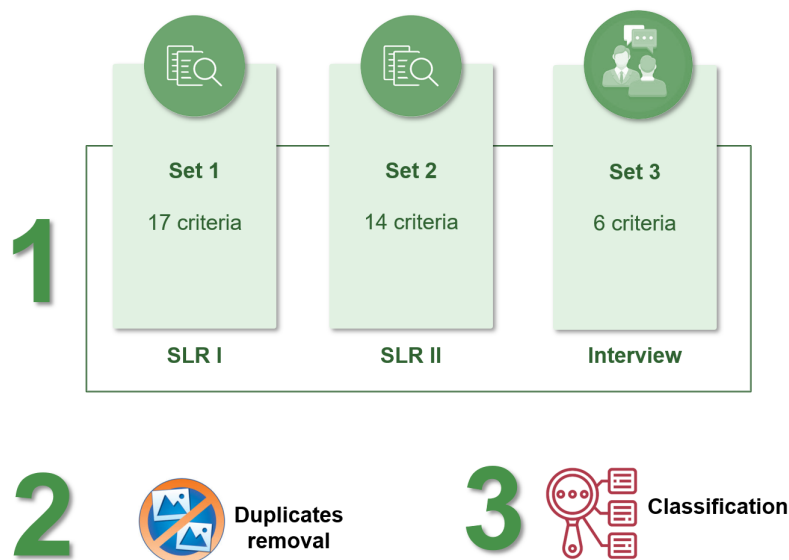 1
Set 1
17 criteria
SLR I
Set 2
14 criteria
SLR II
Set 3
6 criteria
Interview
2
Duplicates
removal
3
Classification